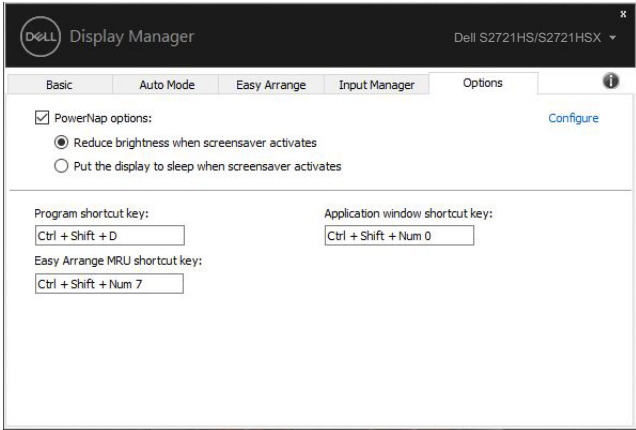 DELL Display Manager
x
Dell S2721HS/S2721HSX
Basic Auto Mode Easy Arrange Input Manager Options
i
PowerNap options:
Configure
Reduce brightness when screensaver activates
Put the display to sleep when screensaver activates
Program shortcut key:
Application window shortcut key:
Ctrl + Shift + D
Ctrl + Shift + Num 0
Easy Arrange MRU shortcut key:
Ctrl + Shift + Num 7